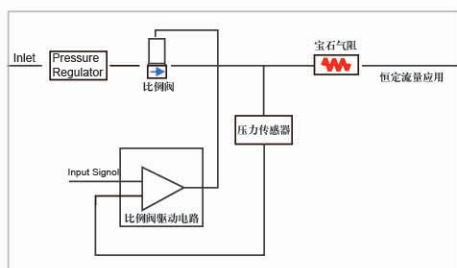 Inlet
Pressure
Regulator
比例阀
宝石气阻
恒定流量应用
压力传感器
Input Signol
比例阀驱动电路